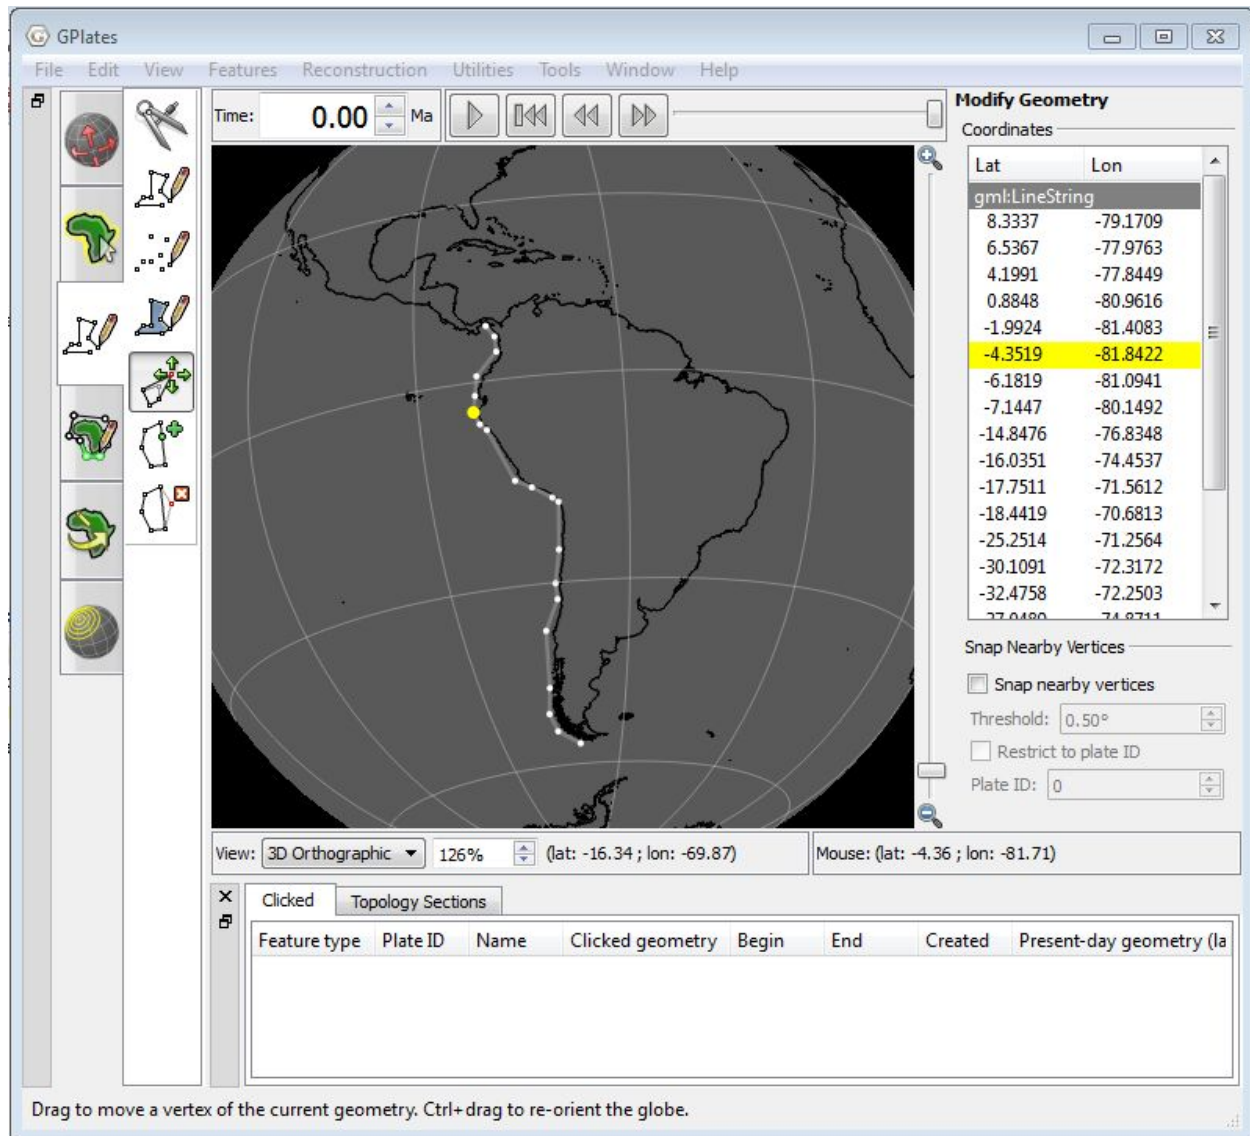 GPlates
File Edit View Features Reconstruction Utilities Tools Window Help
Time: 0.00 Ma
Modify Geometry
Coordinates
Lat Lon
gml:LineString
8.3337 -79.1709
6.5367 -77.9763
4.1991 -77.8449
0.8848 -80.9616
-1.9924 -81.4083
-4.3519 -81.8422
-6.1819 -81.0941
-7.1447 -80.1492
-14.8476 -76.8348
-16.0351 -74.4537
-17.7511 -71.5612
-18.4419 -70.6813
-25.2514 -71.2564
-30.1091 -72.3172
-32.4758 -72.2503
Snap Nearby Vertices
Snap nearby vertices
Threshold: 0.50°
Restrict to plate ID
Plate ID: 0
View: 3D Orthographic 126% (lat: -16.34 ; lon: -69.87) Mouse: (lat: -4.36 ; lon: -81.71)
Clicked Topology Sections
Feature type Plate ID Name Clicked geometry Begin End Created Present-day geometry (la
Drag to move a vertex of the current geometry. Ctrl+drag to re-orient the globe.